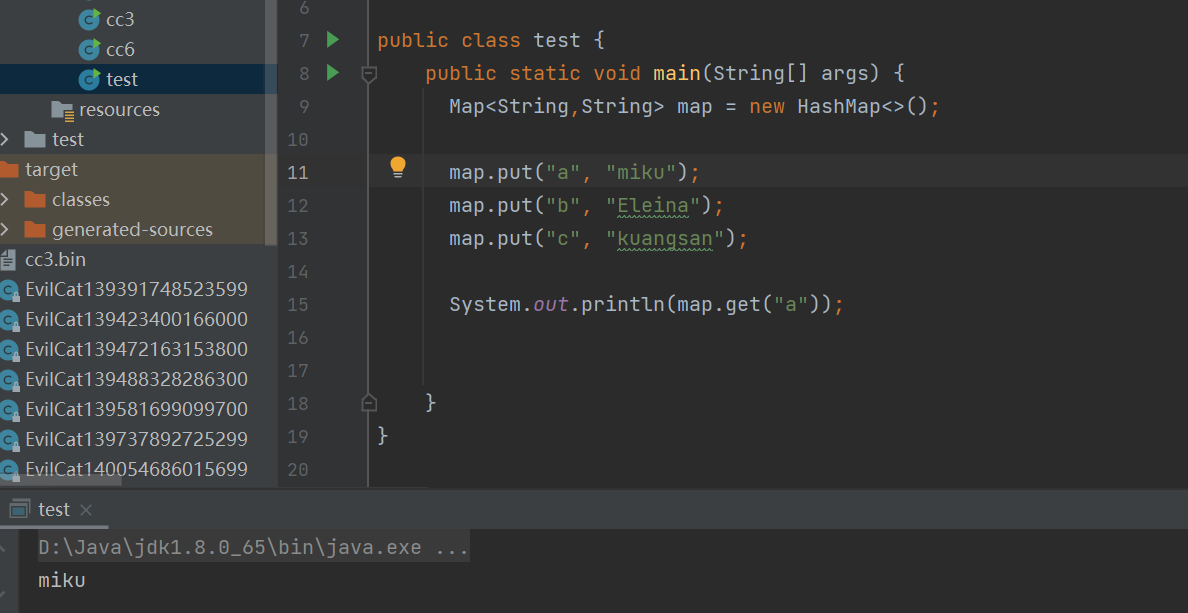 cc3
cc6
test
resources
test
target
classes
generated-sources
cc3.bin
EvilCat139391748523599
EvilCat139423400166000
EvilCat139472163153800
EvilCat139488328286300
EvilCat139581699099700
EvilCat139737892725299
EvilCat140054686015699
6
7 public class test {
8 public static void main(String[] args) {
9 Map<String,String> map = new HashMap<>();
10
11 map.put("a", "miku");
12 map.put("b", "Eleina");
13 map.put("c", "kuangsan");
14
15 System.out.println(map.get("a"));
16
17
18 }
19 }
20
test
D:\Java\jdk1.8.0_65\bin\java.exe ...
miku